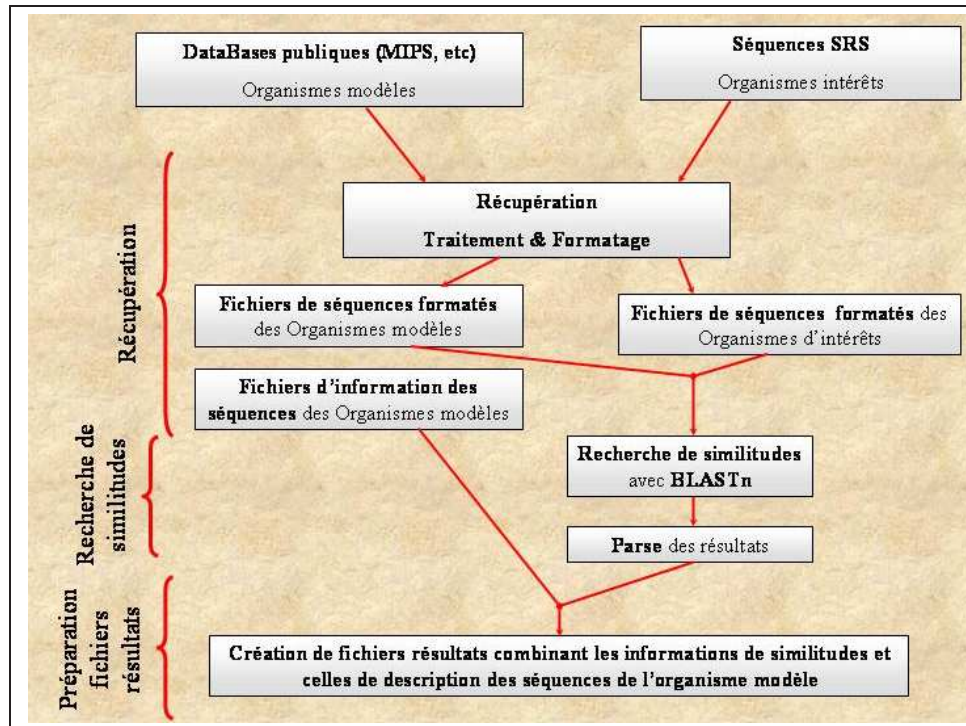 DataBases publiques (MIPS, etc)
Organismes modèles
Séquences SRS
Organismes intérêts
Récupération
Traitement & Formatage
Récupération
Fichiers de séquences formatés
des Organismes modèles
Fichiers de séquences formatés des
Organismes d'intérêts
Fichiers d'information des
séquences des Organismes modèles
Recherche de
similitudes
Recherche de similitudes
avec BLASTn
Parse des résultats
Préparation
fichiers
résultats
Création de fichiers résultats combinant les informations de similitudes et
celles de description des séquences de l'organisme modèle